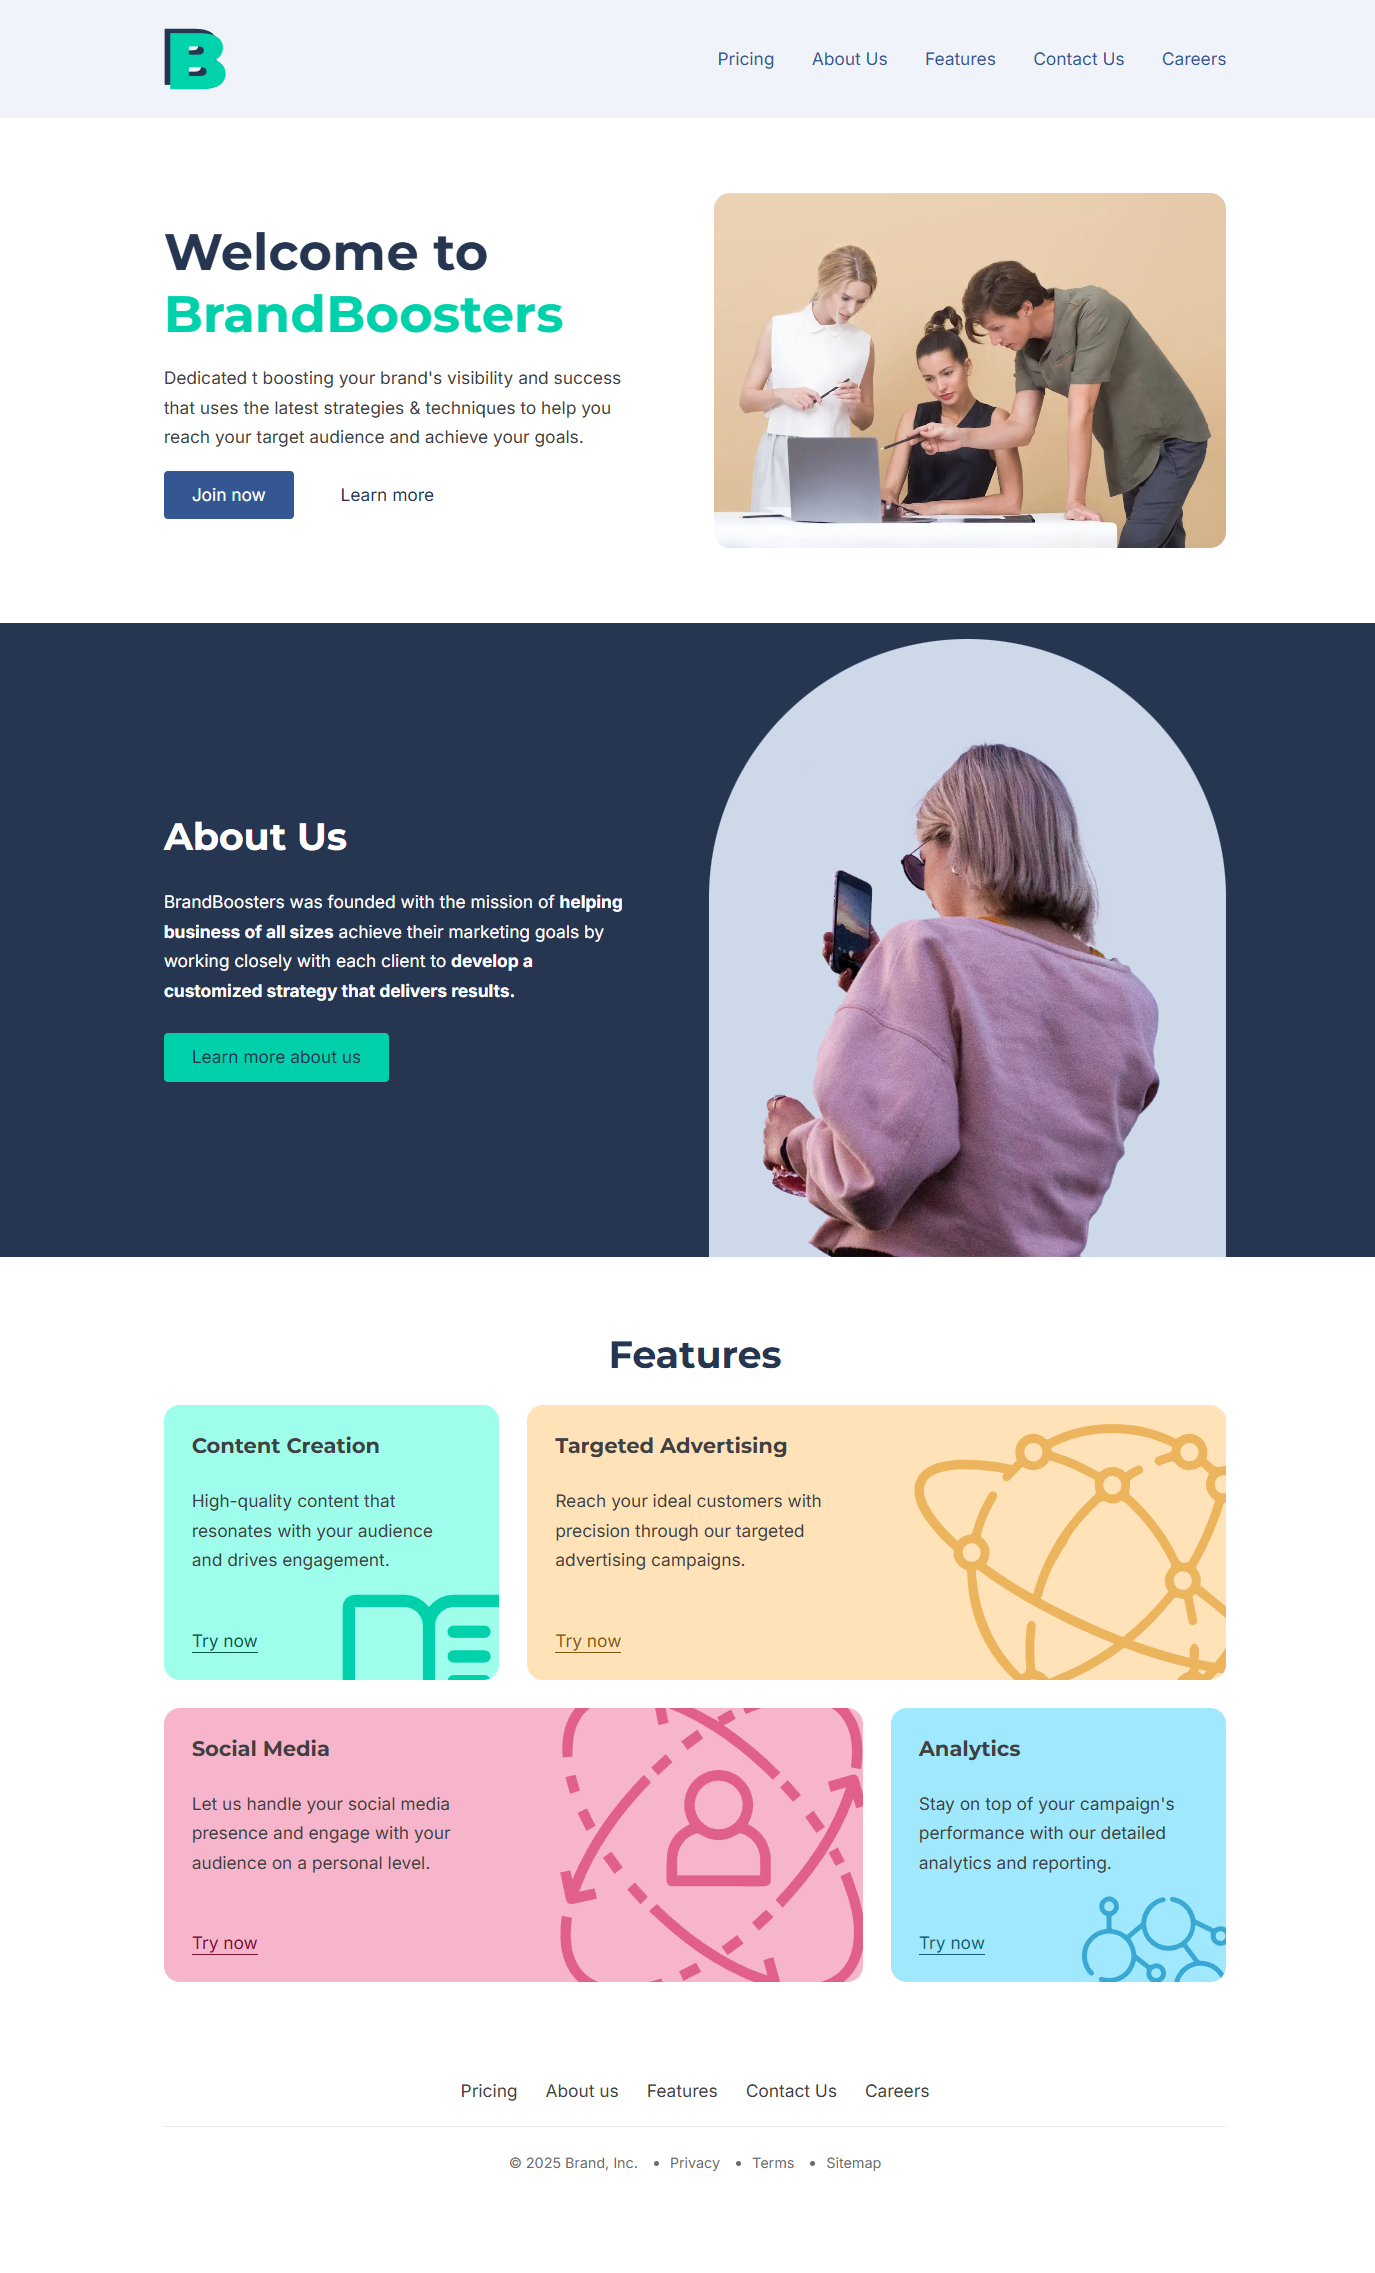 B
Pricing About Us Features Contact Us Careers
Welcome to
BrandBoosters
Dedicated t boosting your brand's visibility and success
that uses the latest strategies & techniques to help you
reach your target audience and achieve your goals.
Join now Learn more
About Us
BrandBoosters was founded with the mission of helping
business of all sizes achieve their marketing goals by
working closely with each client to develop a
customized strategy that delivers results.
Learn more about us
Features
Content Creation
High-quality content that
resonates with your audience
and drives engagement.
Try now
Targeted Advertising
Reach your ideal customers with
precision through our targeted
advertising campaigns.
Try now
Social Media
Let us handle your social media
presence and engage with your
audience on a personal level.
Try now
Analytics
Stay on top of your campaign's
performance with our detailed
analytics and reporting.
Try now
Pricing About us Features Contact Us Careers
© 2025 Brand, Inc. • Privacy • Terms • Sitemap